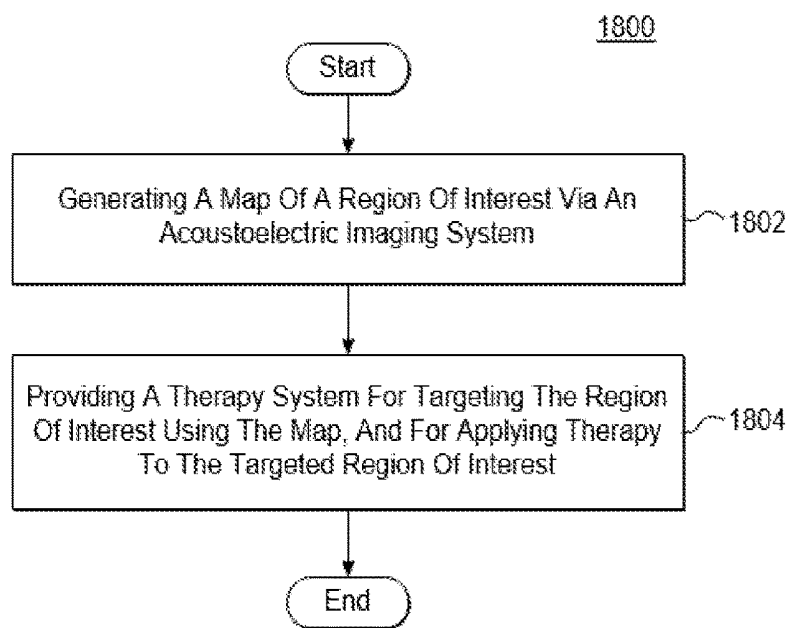 1800
Start
Generating A Map Of A Region Of Interest Via An
Acoustoelectric Imaging System
1802
Providing A Therapy System For Targeting The Region
Of Interest Using The Map, And For Applying Therapy
To The Targeted Region Of Interest
1804
End